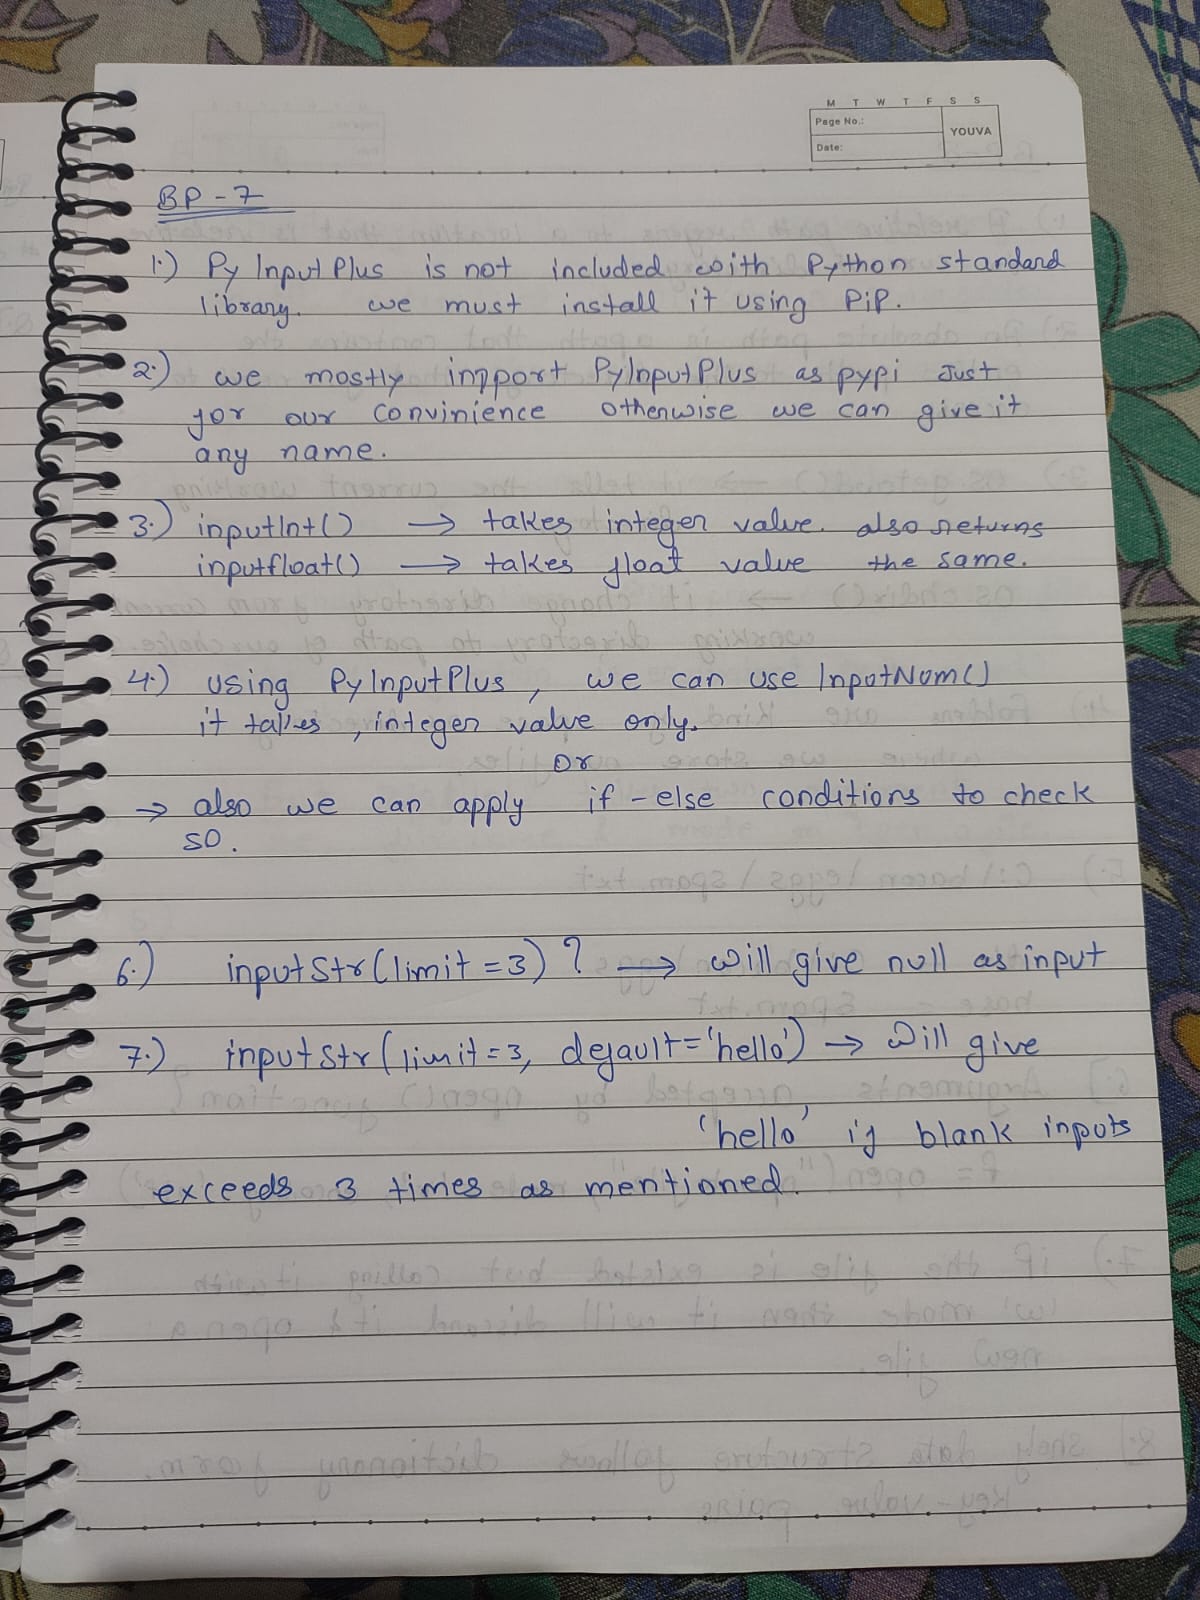 M T W T F S S
Page No.:
YOUVA
Date:
BP - 7
1.) PyInputPlus is not included with Python standard
library. we must install it using PiP.
2.) we mostly import PyInputPlus as pypi Just
for our convinience otherwise we can give it
any name.
3.) inputInt() → takes integer value. also returns
inputfloat() → takes float value the same.
4.) using PyInputPlus, we can use InputNum()
it takes, integer value only.
Or
→ also we can apply if-else conditions to check
so.
6.) inputStr(limit=3)? → will give null as input
7.) inputStr(limit=3, default='hello') → will give
'hello' if blank inputs
exceeds 3 times as mentioned.